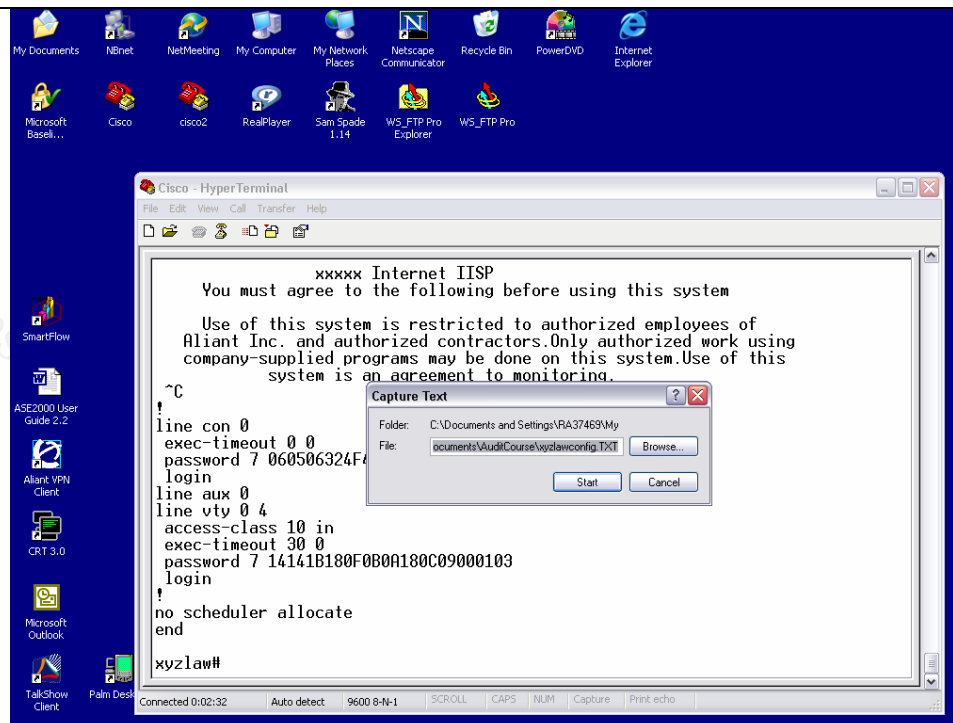 My Documents
NBnet
NetMeeting
My Computer
My Network
Places
Netscape
Communicator
Recycle Bin
PowerDVD
Internet
Explorer
Microsoft
Baseli...
Cisco
cisco2
RealPlayer
Sam Spade
1.14
WS_FTP Pro
Explorer
WS_FTP Pro
SmartFlow
ASE2000 User
Guide 2.2
Aliant VPN
Client
CRT 3.0
Microsoft
Outlook
TalkShow
Client
Palm Desk
Cisco - HyperTerminal
File Edit View Call Transfer Help
xxxxx Internet IISP
You must agree to the following before using this system
Use of this system is restricted to authorized employees of
Aliant Inc. and authorized contractors.Only authorized work using
company-supplied programs may be done on this system.Use of this
system is an agreement to monitoring.
^C
!
line con 0
exec-timeout 0 0
password 7 060506324F
login
line aux 0
line vty 0 4
access-class 10 in
exec-timeout 30 0
password 7 14141B180F0B0A180C09000103
login
!
no scheduler allocate
end
xyzlaw#
Capture Text
Folder: C:\Documents and Settings\RA37469\My
File: ocuments\AuditCourse\xyzlawconfig.TXT Browse...
Start Cancel
Connected 0:02:32 Auto detect 9600 8-N-1 SCROLL CAPS NUM Capture Print echo